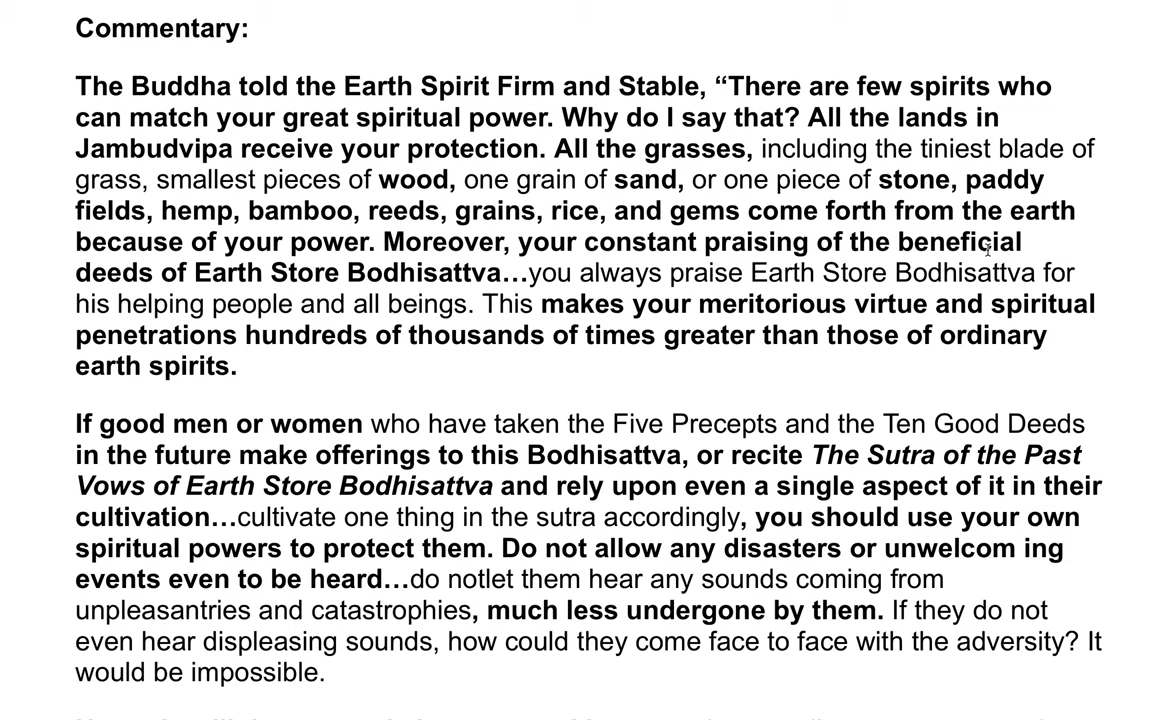 Commentary:
The Buddha told the Earth Spirit Firm and Stable, “There are few spirits who
can match your great spiritual power. Why do I say that? All the lands in
Jambudvipa receive your protection. All the grasses, including the tiniest blade of
grass, smallest pieces of wood, one grain of sand, or one piece of stone, paddy
fields, hemp, bamboo, reeds, grains, rice, and gems come forth from the earth
because of your power. Moreover, your constant praising of the beneficial
deeds of Earth Store Bodhisattva…you always praise Earth Store Bodhisattva for
his helping people and all beings. This makes your meritorious virtue and spiritual
penetrations hundreds of thousands of times greater than those of ordinary
earth spirits.
If good men or women who have taken the Five Precepts and the Ten Good Deeds
in the future make offerings to this Bodhisattva, or recite The Sutra of the Past
Vows of Earth Store Bodhisattva and rely upon even a single aspect of it in their
cultivation…cultivate one thing in the sutra accordingly, you should use your own
spiritual powers to protect them. Do not allow any disasters or unwelcom ing
events even to be heard…do notlet them hear any sounds coming from
unpleasantries and catastrophies, much less undergone by them. If they do not
even hear displeasing sounds, how could they come face to face with the adversity? It
would be impossible.